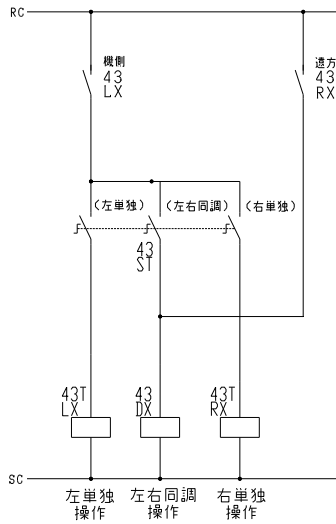 RC
機側
43
LX
遠方
43
RX
(左単独)
(左右同調)
(右単独)
43
ST
43T
LX
43
DX
43T
RX
SC
左単独
操作
左右同調
操作
右単独
操作